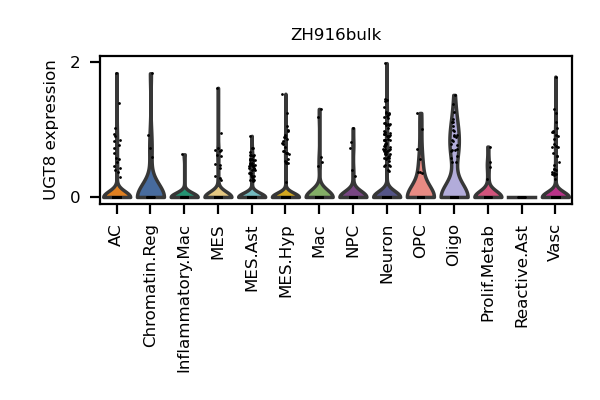 ZH916bulk
UGT8 expression
2
0
AC
Chromatin.Reg
Inflammatory.Mac
MES
MES.Ast
MES.Hyp
Mac
NPC
Neuron
OPC
Oligo
Prolif.Metab
Reactive.Ast
Vasc